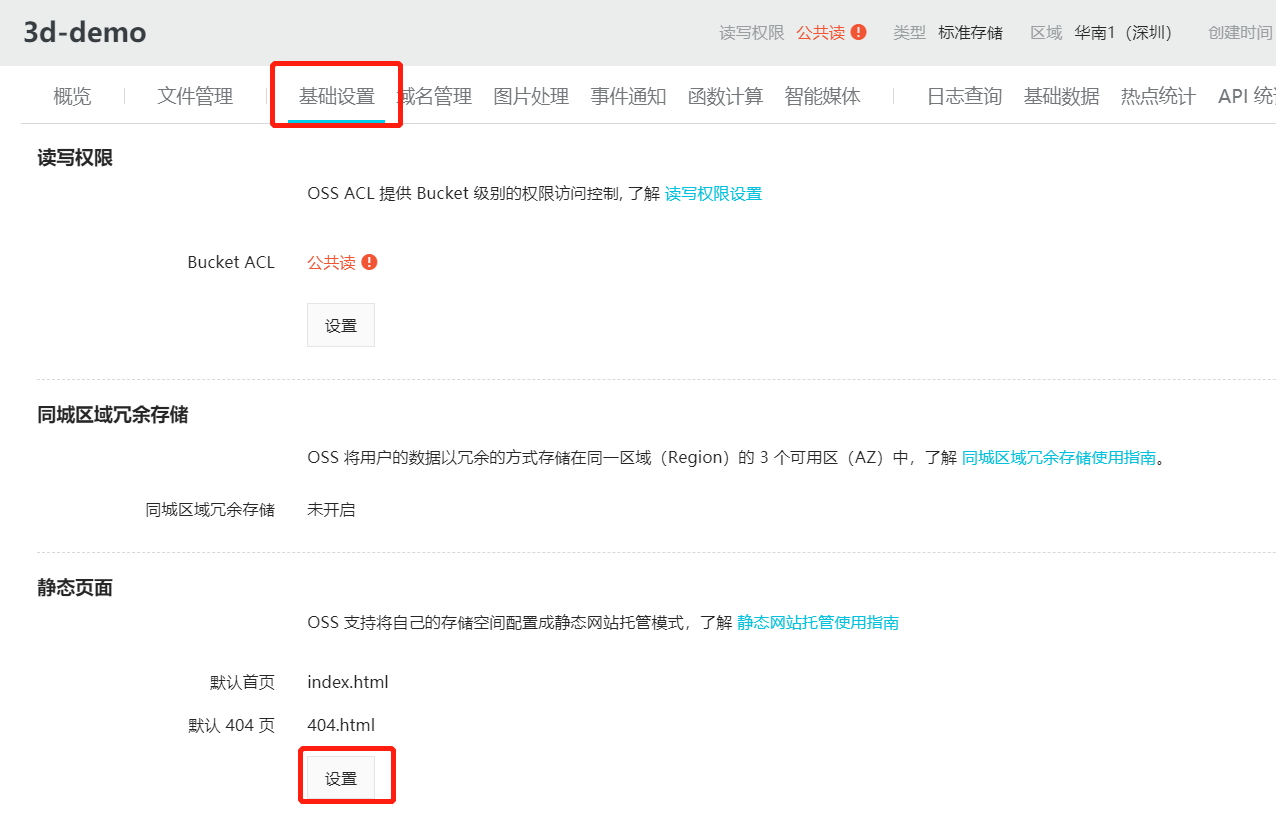 3d-demo 读写权限 公共读 类型 标准存储 区域 华南1（深圳） 创建时间
概览 文件管理 基础设置 域名管理 图片处理 事件通知 函数计算 智能媒体 日志查询 基础数据 热点统计 API 统
读写权限
OSS ACL 提供 Bucket 级别的权限访问控制, 了解 读写权限设置
Bucket ACL 公共读
设置
同城区域冗余存储
OSS 将用户的数据以冗余的方式存储在同一区域（Region）的 3 个可用区（AZ）中，了解 同城区域冗余存储使用指南。
同城区域冗余存储 未开启
静态页面
OSS 支持将自己的存储空间配置成静态网站托管模式，了解 静态网站托管使用指南
默认首页 index.html
默认 404 页 404.html
设置